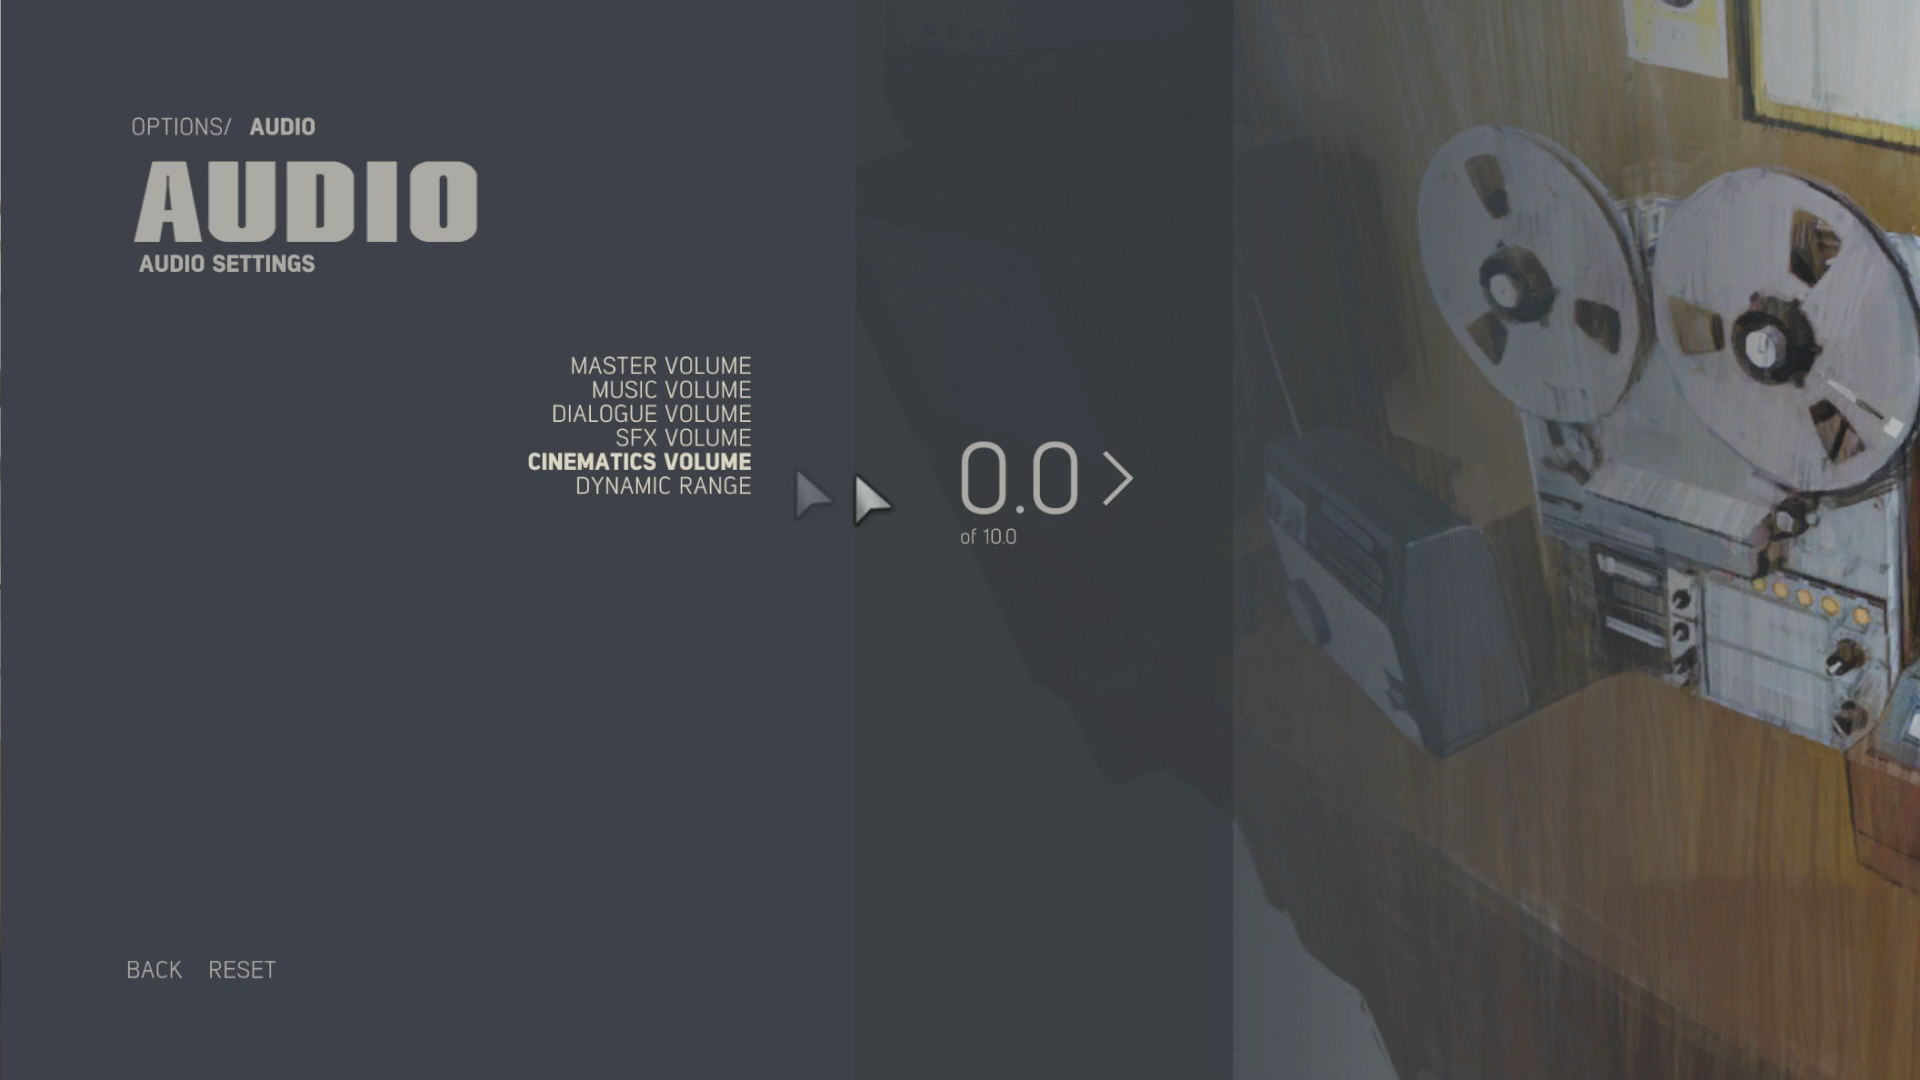 OPTIONS/ AUDIO
AUDIO
AUDIO SETTINGS
MASTER VOLUME
MUSIC VOLUME
DIALOGUE VOLUME
SFX VOLUME
CINEMATICS VOLUME
DYNAMIC RANGE
0.0 >
of 10.0
BACK RESET